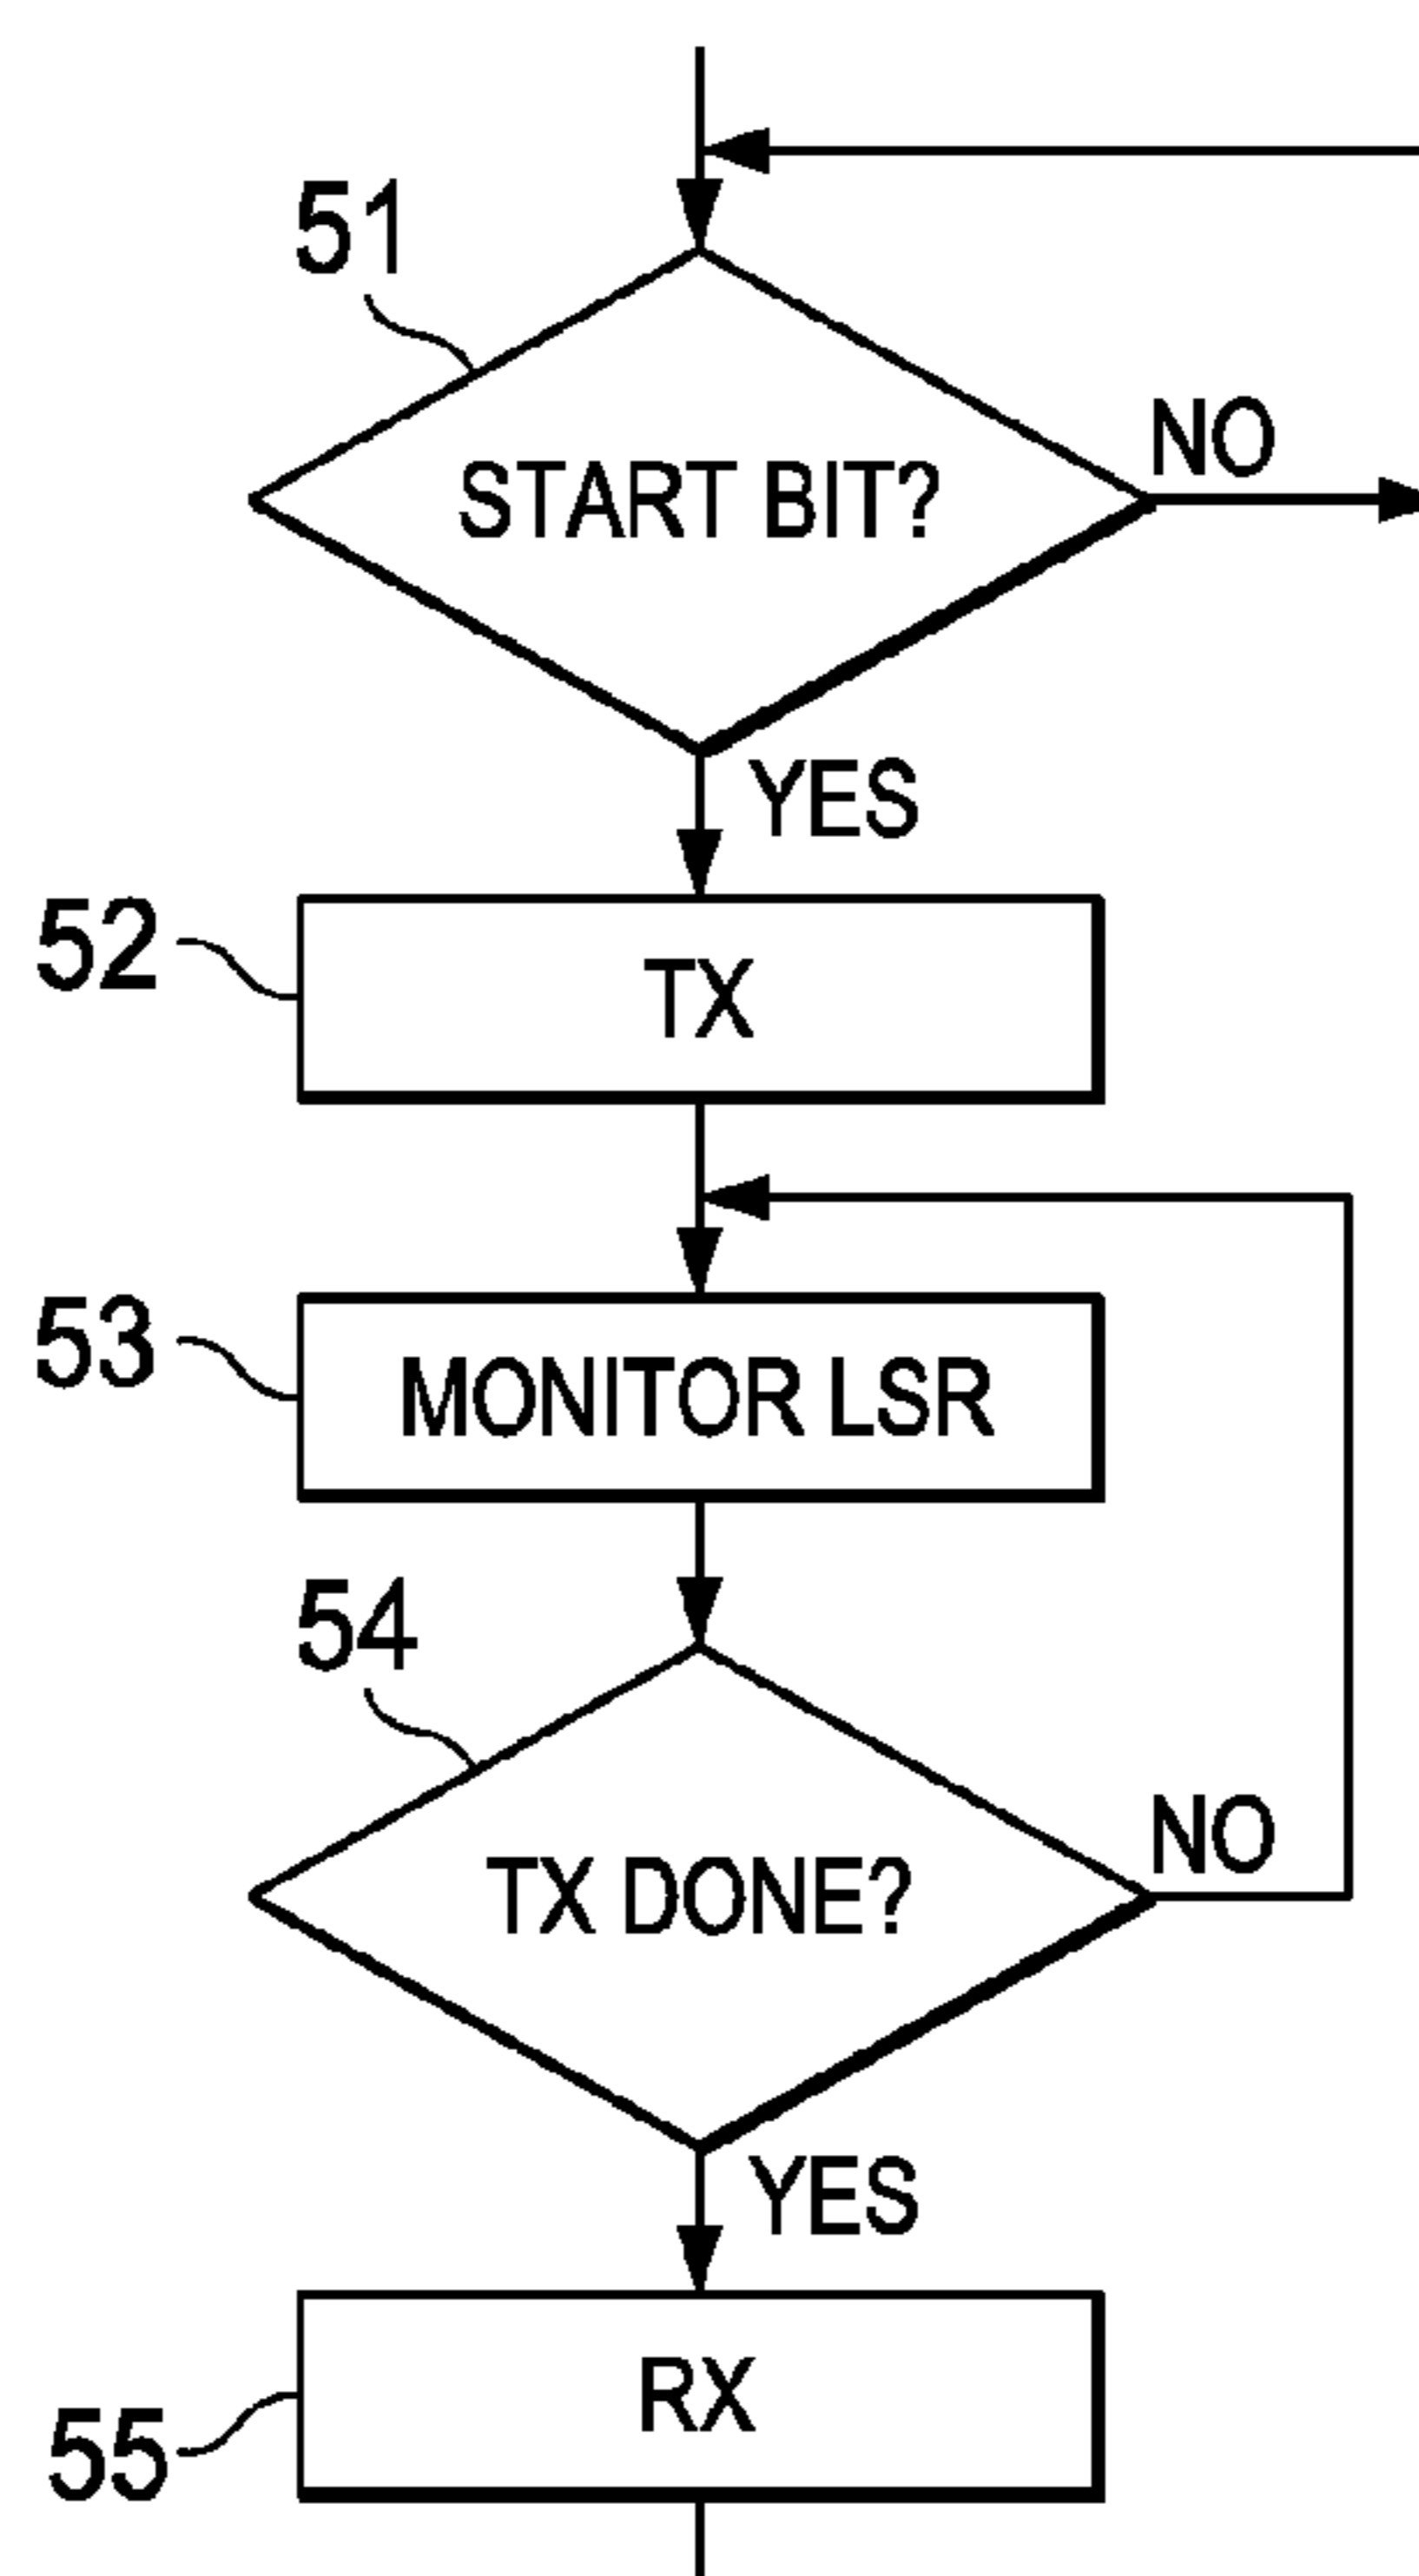 51
START BIT?
NO
YES
52
TX
53
MONITOR LSR
54
TX DONE?
NO
YES
RX
55